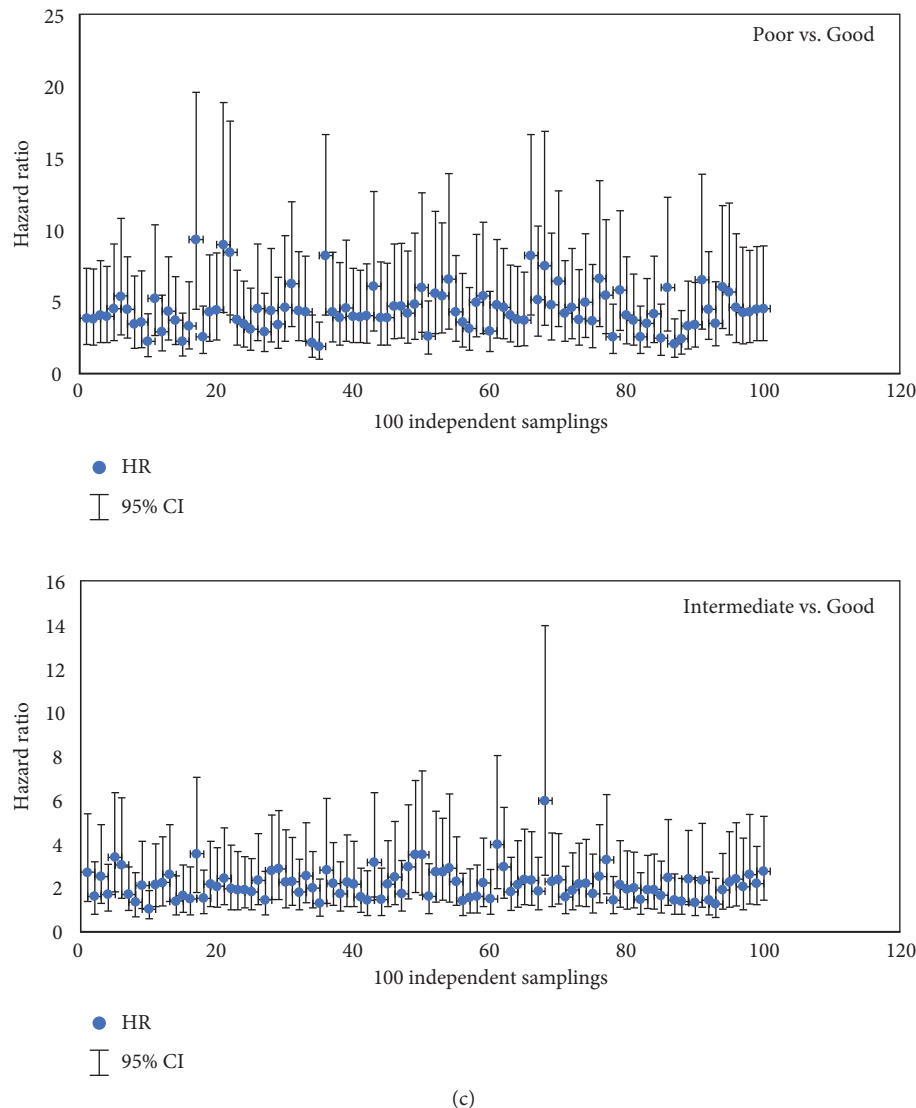 25
20
15
10
5
0
Hazard ratio
Poor vs. Good
0 20 40 60 80 100 120
100 independent samplings
HR
95% CI
16
14
12
10
8
6
4
2
0
Hazard ratio
Intermediate vs. Good
0 20 40 60 80 100 120
100 independent samplings
HR
95% CI
(c)